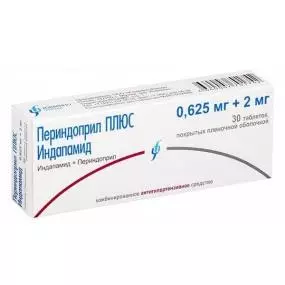 Периндоприл ПЛЮС
Индапамид
Индапамид + Периндоприл
0,625 мг + 2 мг
30 таблеток,
покрытых пленочной оболочкой
комбинированное антигипертензивное средство